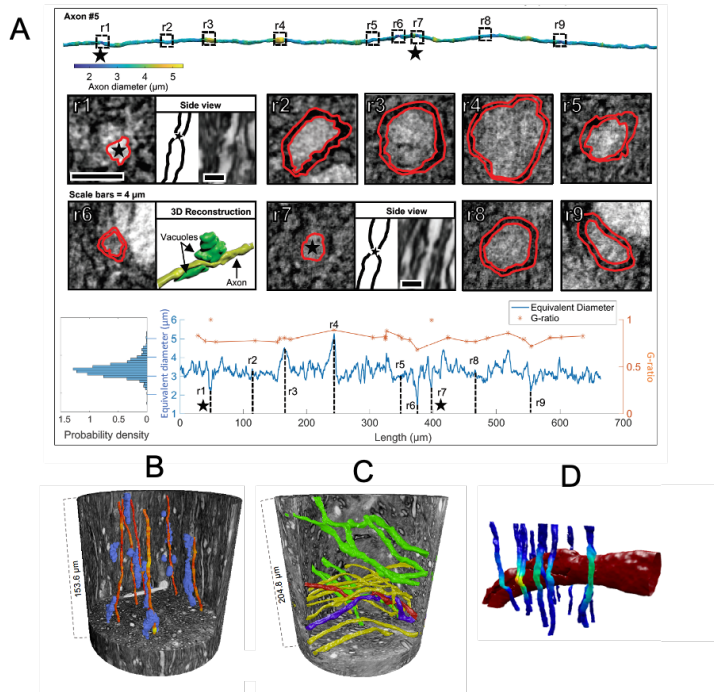 A
Axon #5
r1 r2 r3 r4 r5 r6 r7 r8 r9
2 3 4 5
Axon diameter (µm)
r1
Side view
r2
r3
r4
r5
Scale bars = 4 µm
r6
3D Reconstruction
Vacuoles
Axon
r7
Side view
r8
r9
Equivalent Diameter
G-ratio
Equivalent diameter (µm)
6
5
4
3
2
1
1.5 1 0.5 0
Probability density
r1
r2
r3
r4
r5
r6
r7
r8
r9
0 100 200 300 400 500 600 700
Length (µm)
1
0.5
0
G-ratio
B
153.6 µm
C
204.8 µm
D